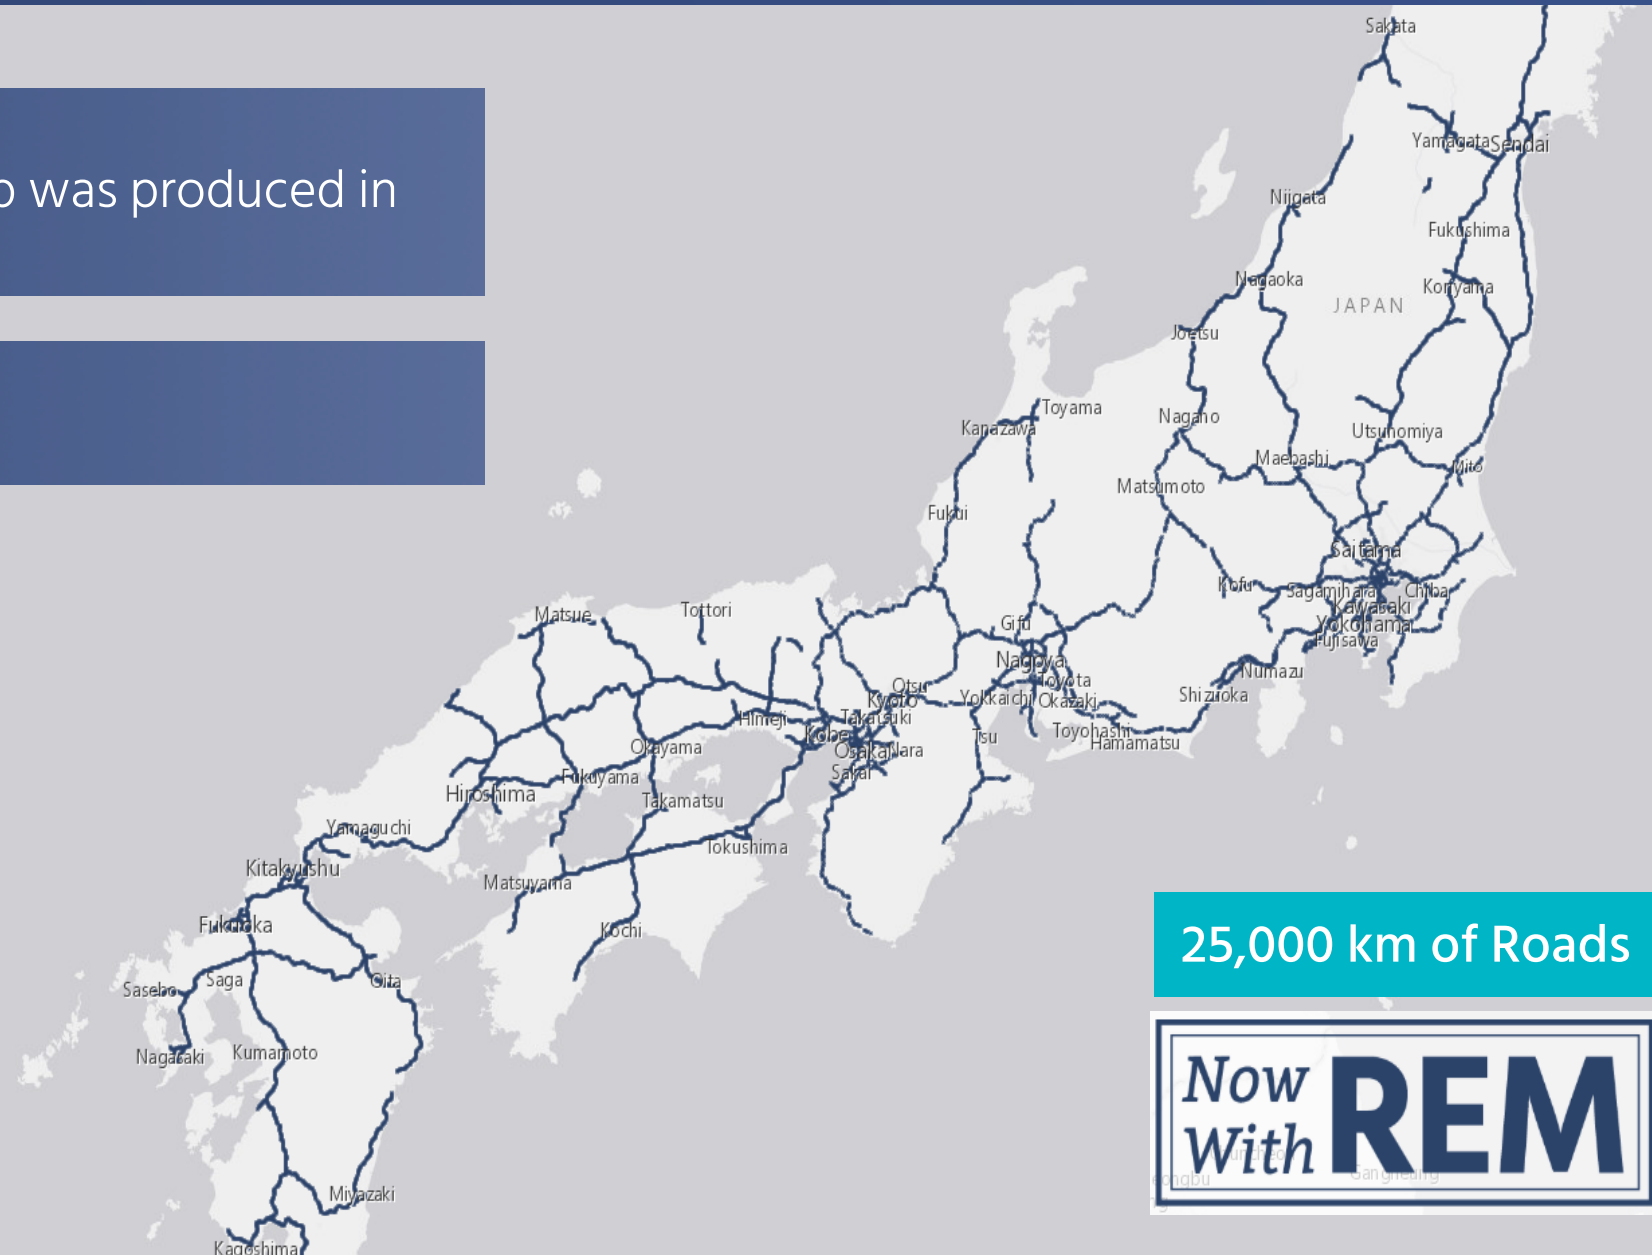 Sakata
Yamagata Sendai
was produced in
Niigata
Fukushima
Nagaoka
Koriyama
JAPAN
Joetsu
Toyama
Nagano
Kanazawa
Utsunomiya
Maebashi
Mito
Matsumoto
Fukui
Saitama
Kofu
Sagamihara Chiba
Kawasaki
Matsue
Tottori
Gifu
Yokohama
Fujisawa
Nagoya
Numazu
Toyota
Otsu
Kyoto
Yokkaichi Okazaki
Shizuoka
Himeji
Takatsuki
Kobe
Toyohashi
Tsu
Hamamatsu
Okayama
Osaka Nara
Sakai
Fukuyama
Hiroshima
Takamatsu
Yamaguchi
Tokushima
Kitakyushu
Matsuyama
Fukuoka
Kochi
25,000 km of Roads
Saga
Oita
Sasebo
Nagasaki
Kumamoto
Now
With REM
Gangneung
Miyazaki
Kagoshima